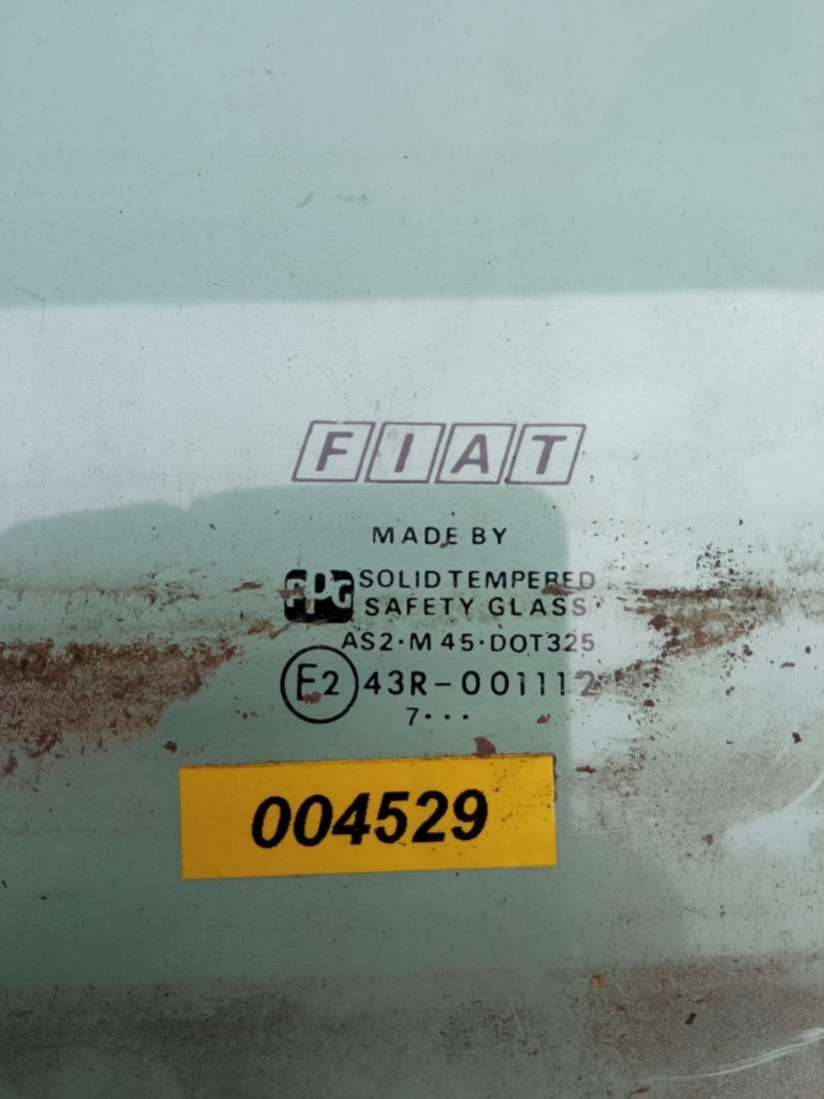 FIAT
MADE BY
PPG SOLID TEMPERED
SAFETY GLASS
AS2·M 45·DOT325
E2 43R-001112
7···
004529